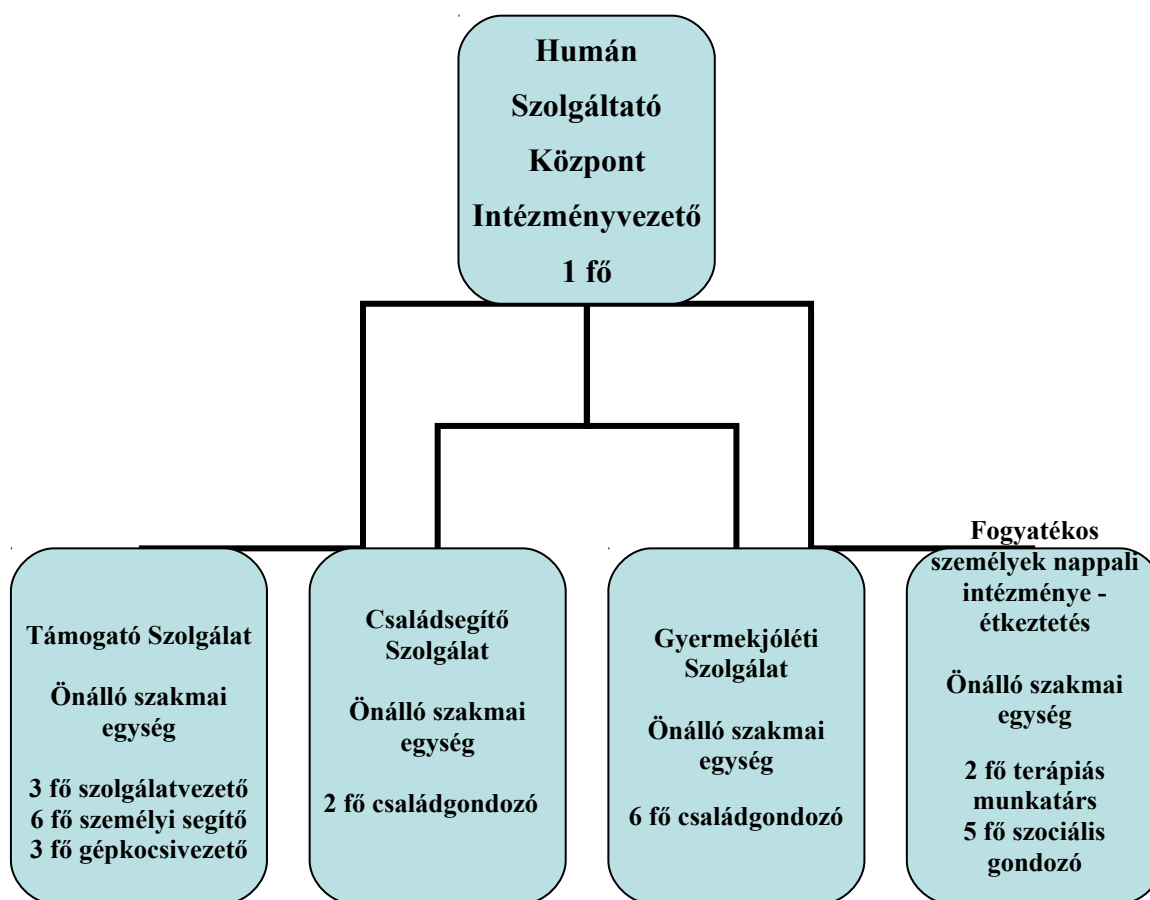 Humán
Szolgáltató
Központ
Intézményvezető
1 fő
Támogató Szolgálat
Önálló szakmai
egység
3 fő szolgálatvezető
6 fő személyi segítő
3 fő gépkocsivezető
Családsegítő
Szolgálat
Önálló szakmai
egység
2 fő családgondozó
Gyermekjóléti
Szolgálat
Önálló szakmai
egység
6 fő családgondozó
Fogyatékos
személyek nappali
intézménye -
étkeztetés
Önálló szakmai
egység
2 fő terápiás
munkatárs
5 fő szociális
gondozó